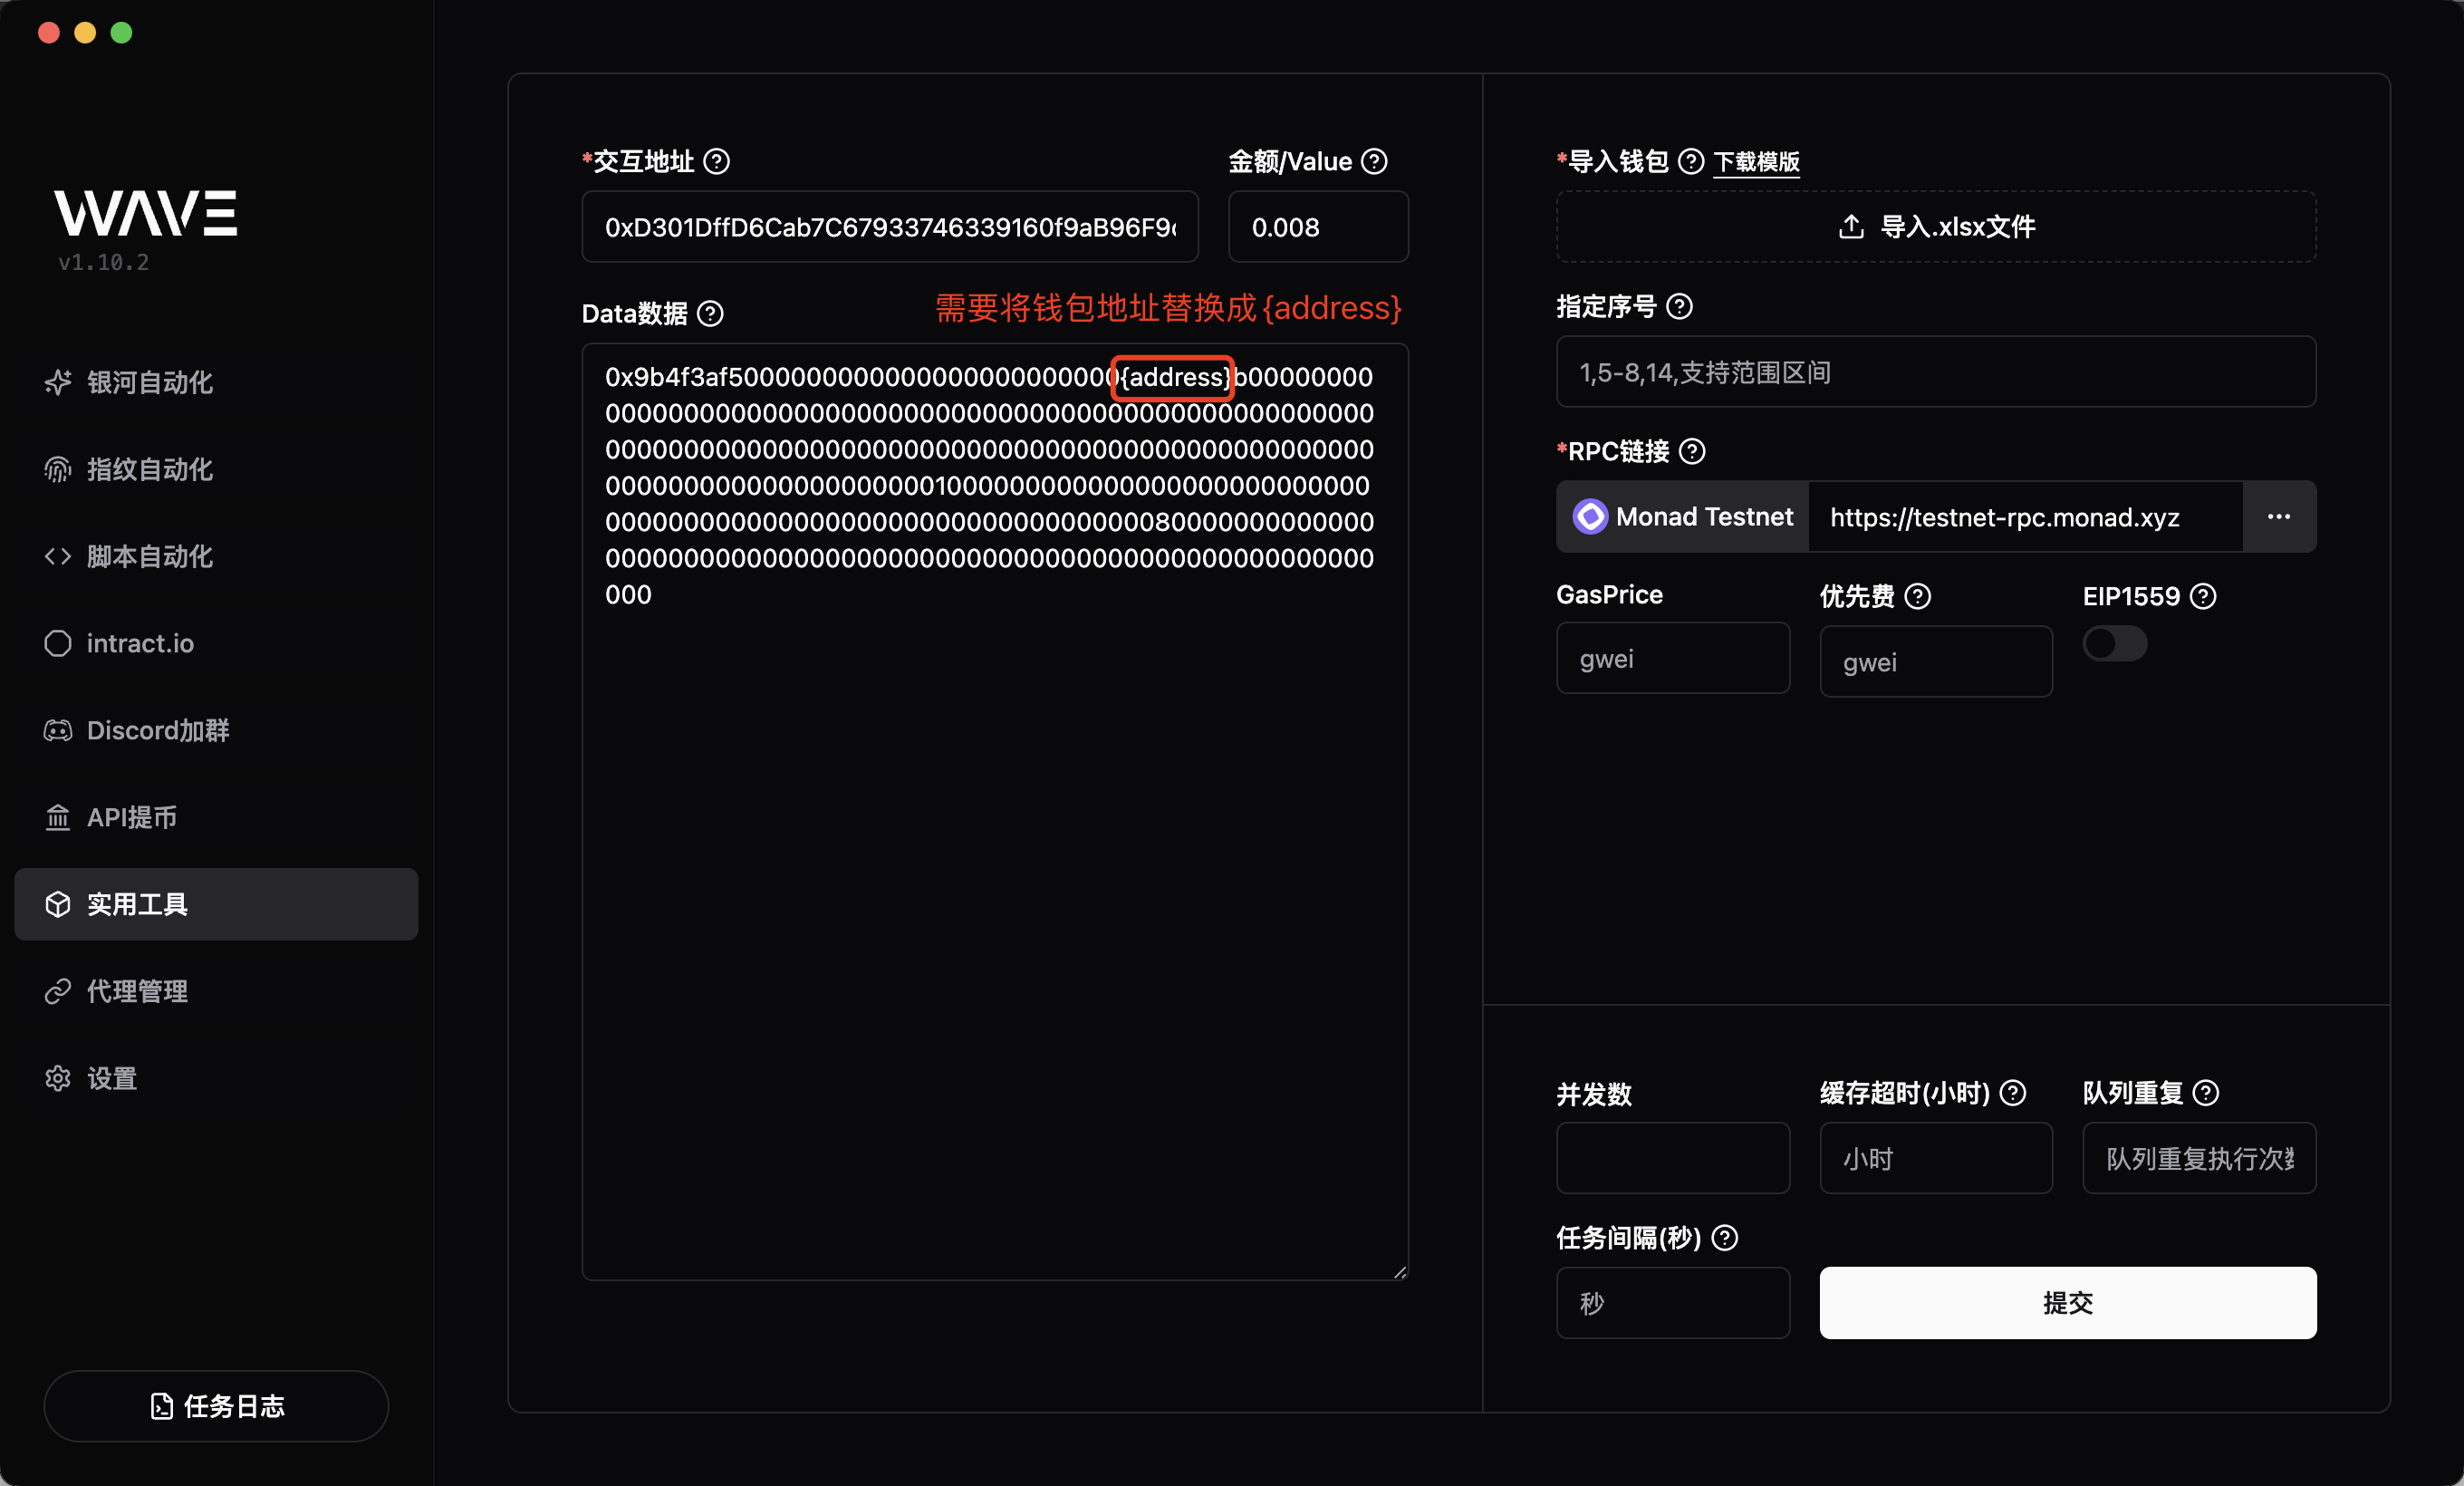 WAVE
v1.10.2
银河自动化
指纹自动化
脚本自动化
intract.io
Discord加群
API提币
实用工具
代理管理
设置
任务日志
*交互地址
金额/Value
0xD301DffD6Cab7C67933746339160f9aB96F9
0.008
Data数据
需要将钱包地址替换成{address}
0x9b4f3af5000000000000000000000000{address}b00000000
0000000000000000000000000000000000000000000000000
0000000000000000000000000000000000000000000000000
0000000000000000000001000000000000000000000000000
0000000000000000000000000000000000080000000000000
0000000000000000000000000000000000000000000000000
000
*导入钱包
下载模版
导入.xlsx文件
指定序号
1,5-8,14,支持范围区间
*RPC链接
Monad Testnet
https://testnet-rpc.monad.xyz
GasPrice
优先费
EIP1559
gwei
gwei
并发数
缓存超时(小时)
队列重复
小时
队列重复执行次
任务间隔(秒)
秒
提交